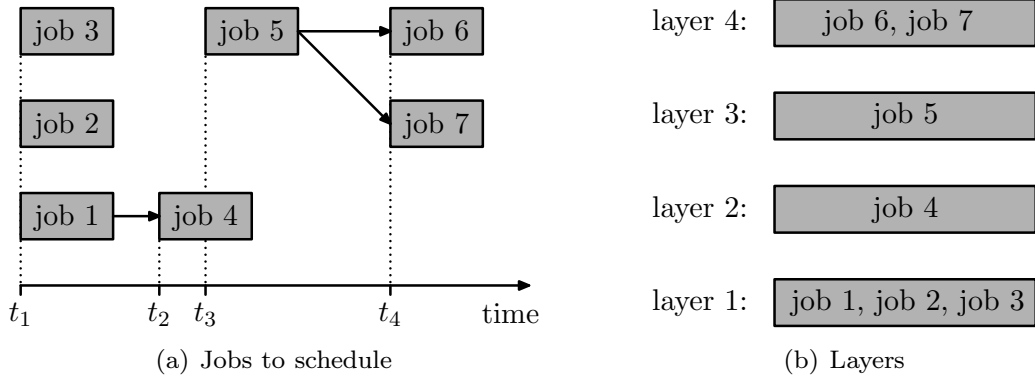 job 3
job 5
job 6
job 2
job 7
job 1
job 4
t1
t2
t3
t4
time
(a) Jobs to schedule
layer 4:
job 6, job 7
layer 3:
job 5
layer 2:
job 4
layer 1:
job 1, job 2, job 3
(b) Layers